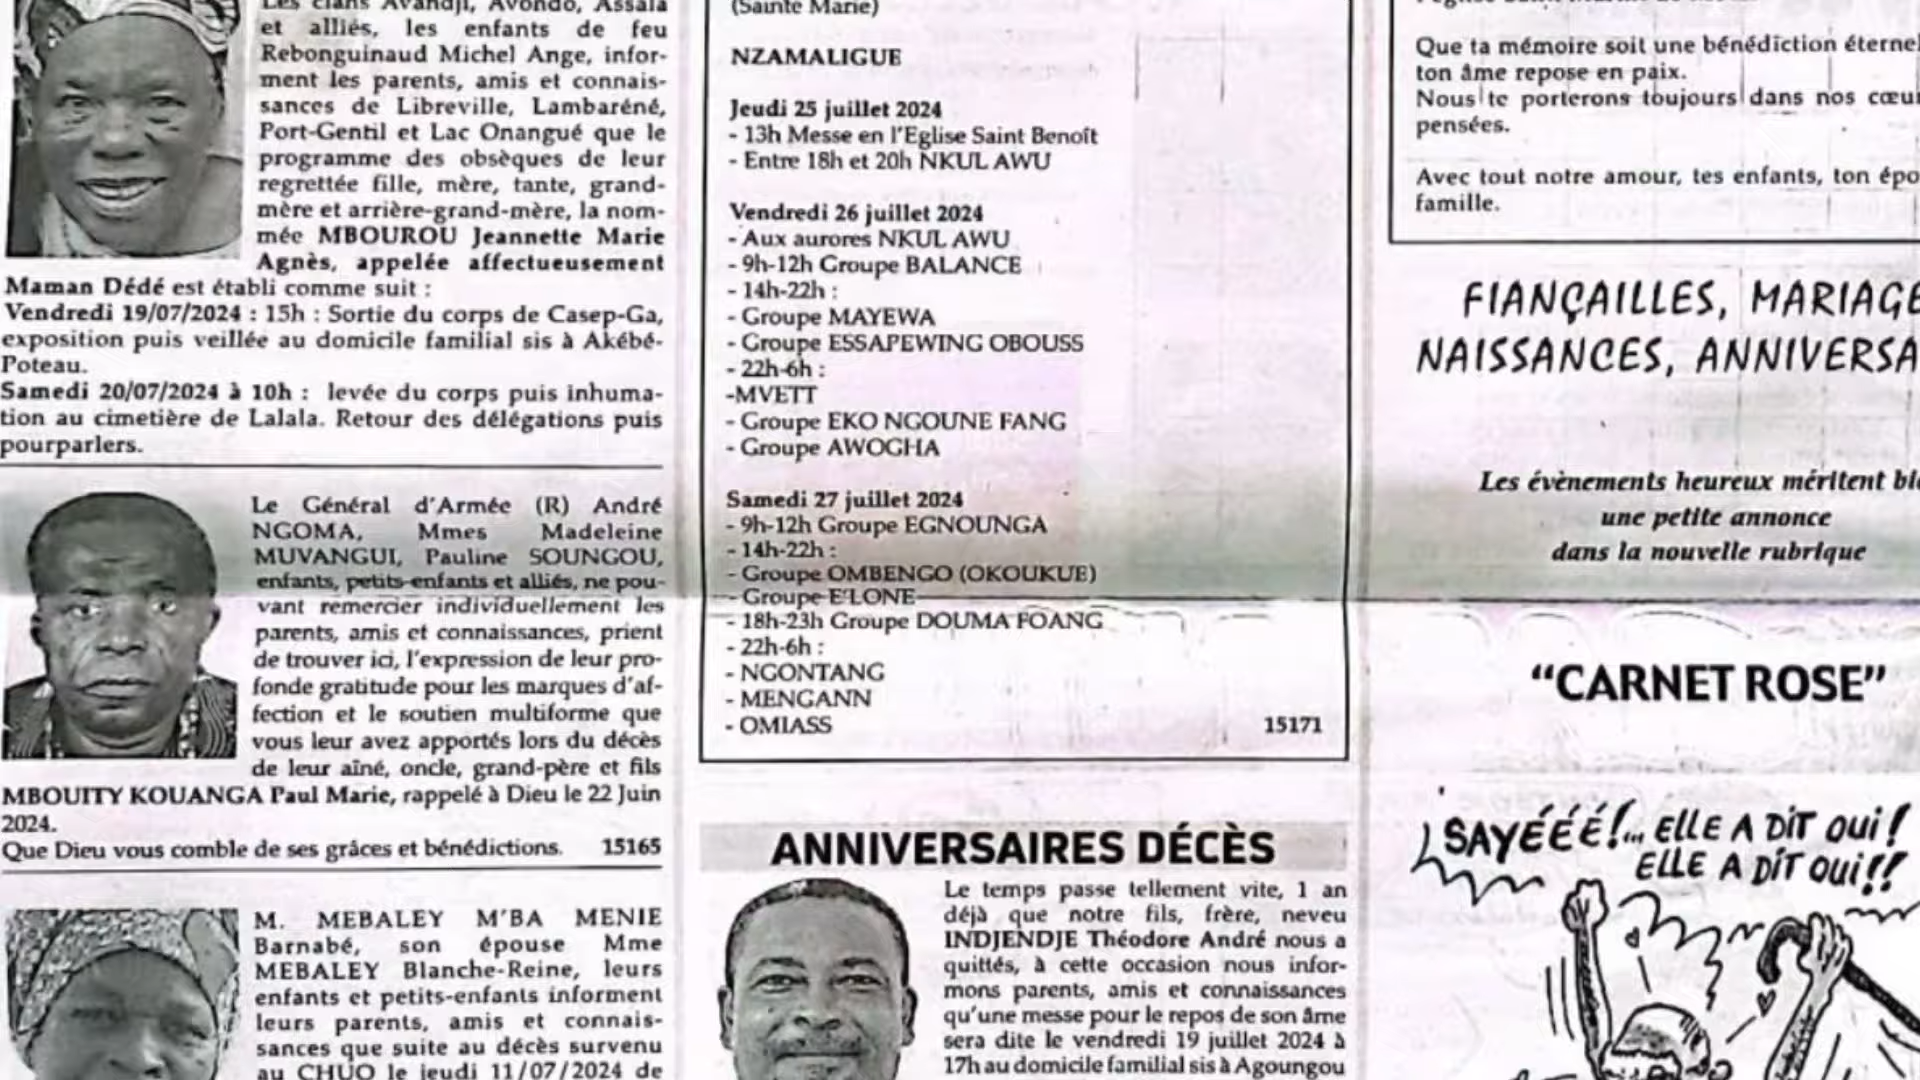 Les clans Avandji, Avondo, Assala
et alliés, les enfants de feu
Rebonguinaud Michel Ange, infor-
ment les parents, amis et connais-
sances de Libreville, Lambaréné,
Port-Gentil et Lac Onangué que le
programme des obsèques de leur
regrettée fille, mère, tante, grand-
mère et arrière-grand-mère, la nom-
mée MBOUROU Jeannette Marie
Agnès, appelée affectueusement
Maman Dédé est établi comme suit :
Vendredi 19/07/2024 : 15h : Sortie du corps de Casep-Ga,
exposition puis veillée au domicile familial sis à Akébé-
Poteau.
Samedi 20/07/2024 à 10h : levée du corps puis inhuma-
tion au cimetière de Lalala. Retour des délégations puis
pourparlers.
Le Général d'Armée (R) André
NGOMA, Mmes Madeleine
MUVANGUI, Pauline SOUNGOU,
enfants, petits-enfants et alliés, ne pou-
vant remercier individuellement les
parents, amis et connaissances, prient
de trouver ici, l'expression de leur pro-
fonde gratitude pour les marques d'af-
fection et le soutien multiforme que
vous leur avez apportés lors du décès
de leur aîné, oncle, grand-père et fils
MBOUITY KOUANGA Paul Marie, rappelé à Dieu le 22 Juin
2024.
Que Dieu vous comble de ses grâces et bénédictions. 15165
M. MEBALEY M'BA MENIE
Barnabé, son épouse Mme
MEBALEY Blanche-Reine, leurs
enfants et petits-enfants informent
leurs parents, amis et connais-
sances que suite au décès survenu
au CHUO le jeudi 11/07/2024 de
(Sainte Marie)
NZAMALIGUE
Jeudi 25 juillet 2024
- 13h Messe en l'Eglise Saint Benoît
- Entre 18h et 20h NKUL AWU
Vendredi 26 juillet 2024
- Aux aurores NKUL AWU
- 9h-12h Groupe BALANCE
- 14h-22h :
- Groupe MAYEWA
- Groupe ESSAPEWING OBOUSS
- 22h-6h :
-MVETT
- Groupe EKO NGOUNE FANG
- Groupe AWOGHA
Samedi 27 juillet 2024
- 9h-12h Groupe EGNOUNGA
- 14h-22h :
- Groupe OMBENGO (OKOUKUE)
- Groupe E'LONE
- 18h-23h Groupe DOUMA FOANG
- 22h-6h :
- NGONTANG
- MENGANN
- OMIASS 15171
ANNIVERSAIRES DÉCÈS
Le temps passe tellement vite, 1 an
déjà que notre fils, frère, neveu
INDJENDJE Théodore André nous a
quittés, à cette occasion nous infor-
mons parents, amis et connaissances
qu'une messe pour le repos de son âme
sera dite le vendredi 19 juillet 2024 à
17h au domicile familial sis à Agoungou
Que ta mémoire soit une bénédiction
ton âme repose en paix.
Nous te porterons toujours dans nos
pensées.
Avec tout notre amour, tes enfants, ton
famille.
FIANÇAILLES, MARIAGE
NAISSANCES, ANNIVERSA
Les évènements heureux méritent
une petite annonce
dans la nouvelle rubrique
“CARNET ROSE”
SAYÉÉÉ!... ELLE A DIT OUI !
ELLE A DIT OUI !!